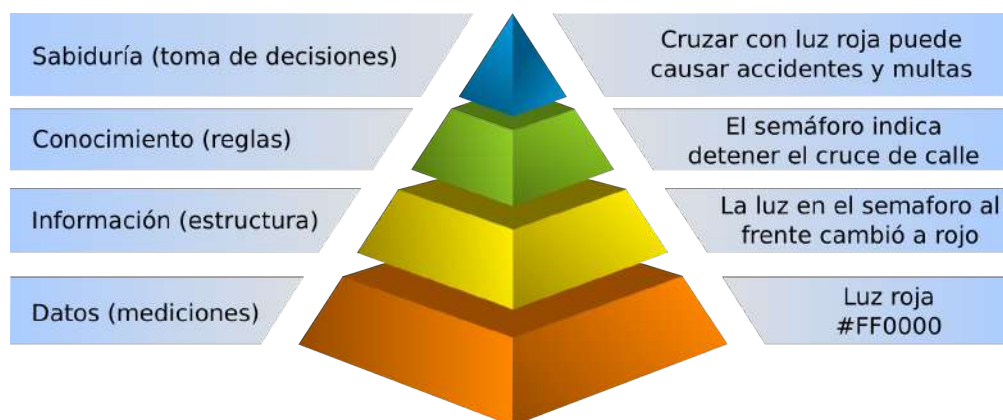 Sabiduría (toma de decisiones)
Cruzar con luz roja puede
causar accidentes y multas
Conocimiento (reglas)
El semáforo indica
detener el cruce de calle
Información (estructura)
La luz en el semaforo al
frente cambió a rojo
Datos (mediciones)
Luz roja
#FF0000